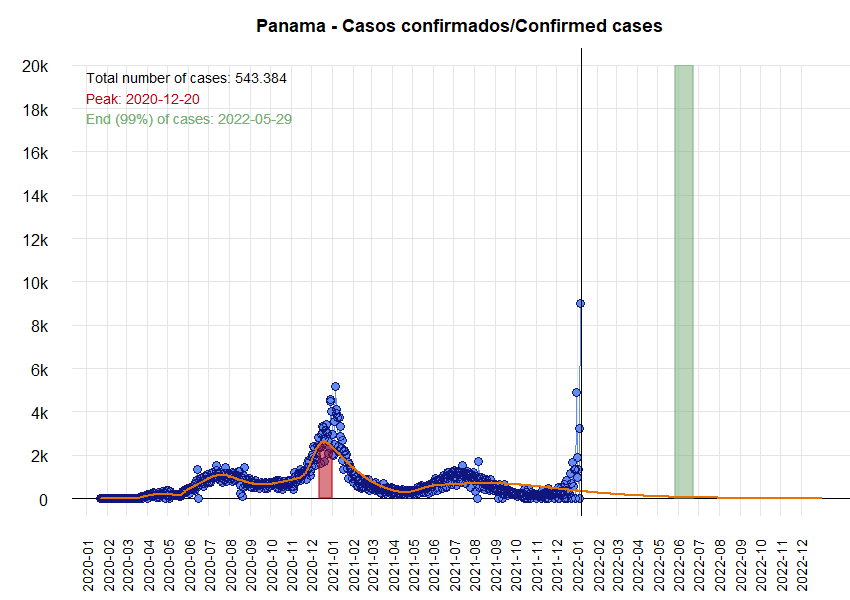 Panama - Casos confirmados/Confirmed cases
20k
18k
16k
14k
12k
10k
8k
6k
4k
2k
0
Total number of cases: 543.384
Peak: 2020-12-20
End (99%) of cases: 2022-05-29
2020-01
2020-02
2020-03
2020-04
2020-05
2020-06
2020-07
2020-08
2020-09
2020-10
2020-11
2020-12
2021-01
2021-02
2021-03
2021-04
2021-05
2021-06
2021-07
2021-08
2021-09
2021-10
2021-11
2021-12
2022-01
2022-02
2022-03
2022-04
2022-05
2022-06
2022-07
2022-08
2022-09
2022-10
2022-11
2022-12